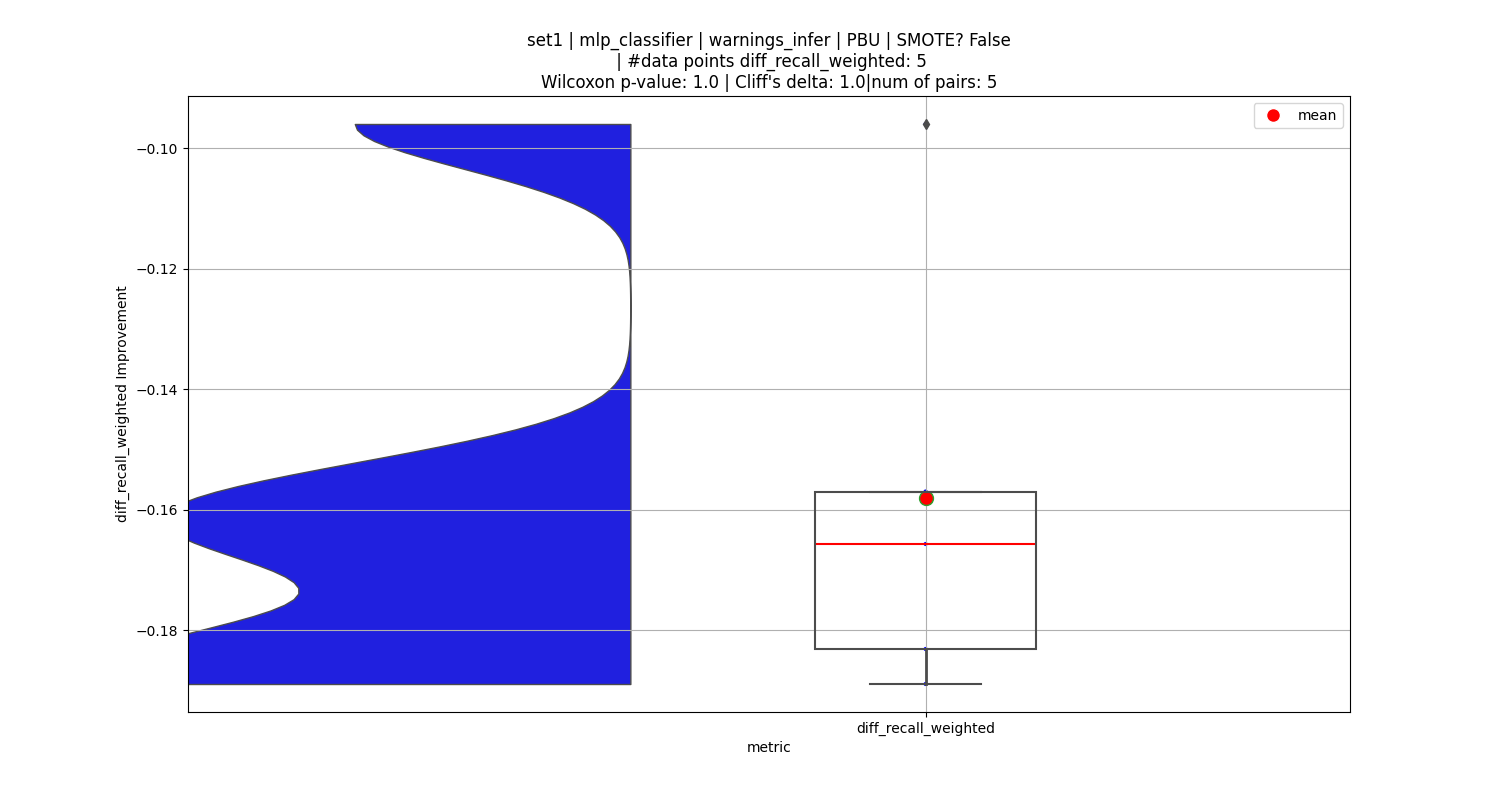 set1 | mlp_classifier | warnings_infer | PBU | SMOTE? False
| #data points diff_recall_weighted: 5
Wilcoxon p-value: 1.0 | Cliff's delta: 1.0|num of pairs: 5
mean
−0.10
−0.12
−0.14
−0.16
−0.18
diff_recall_weighted Improvement
diff_recall_weighted
metric